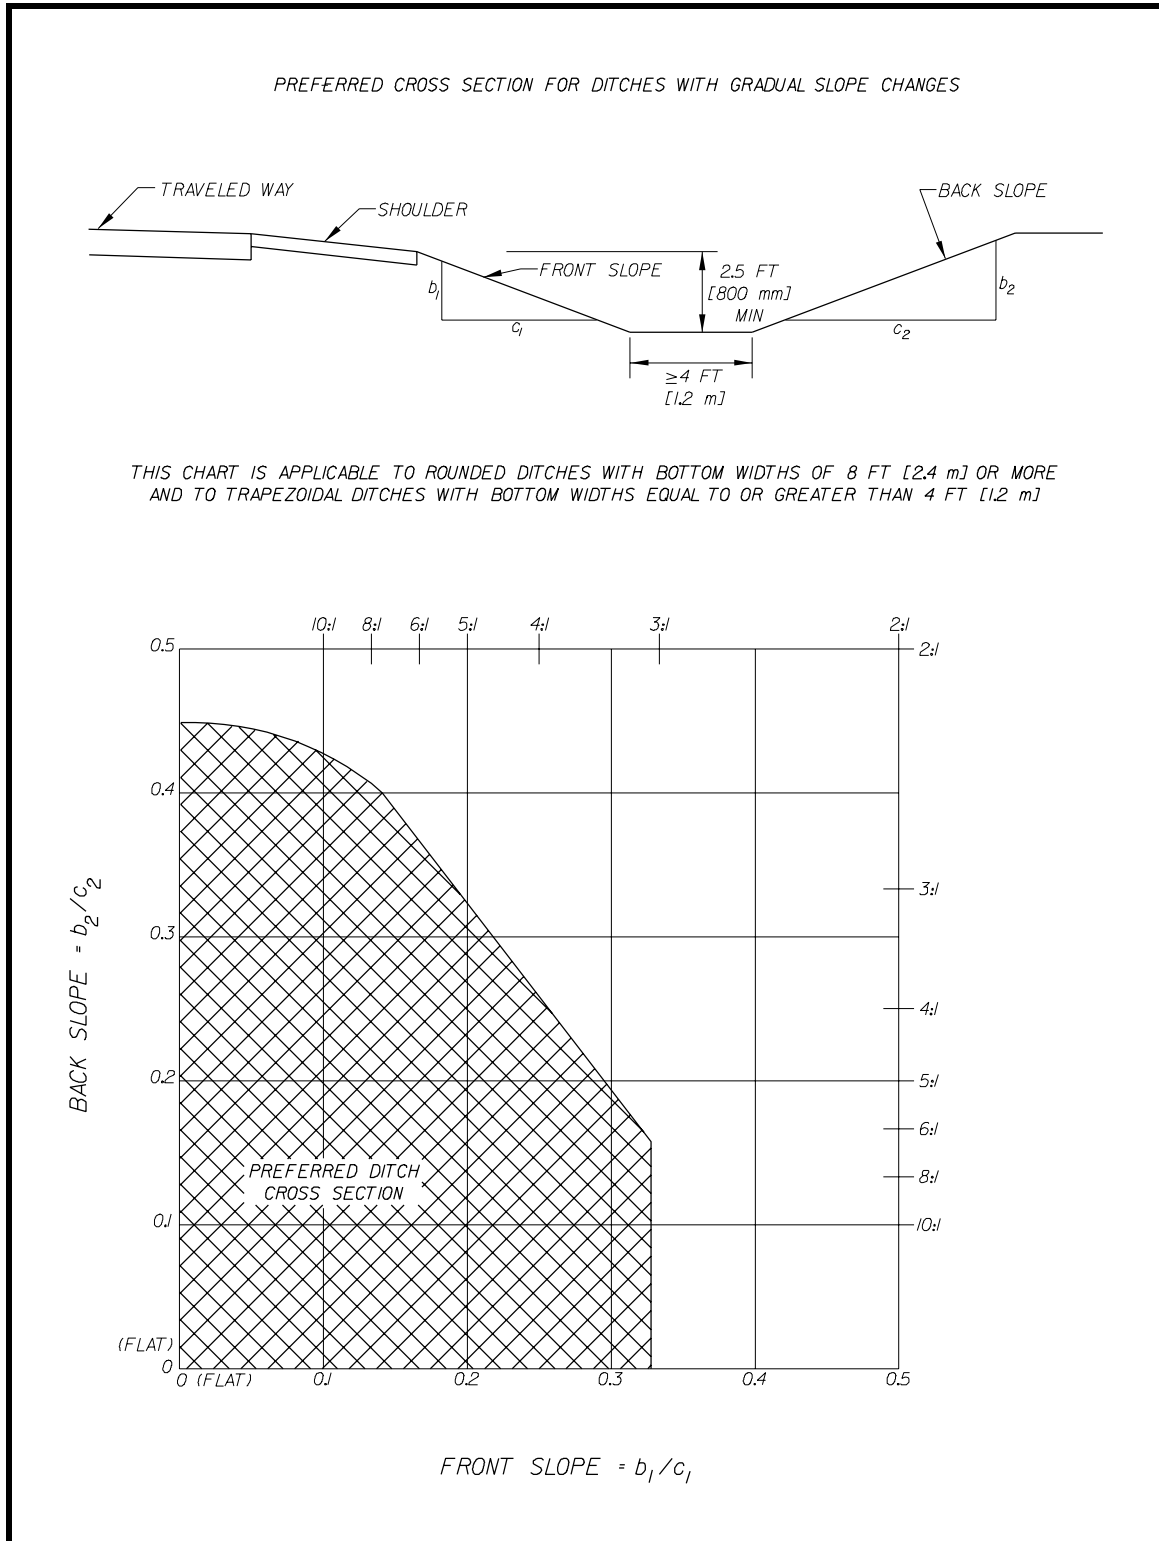 PREFERRED CROSS SECTION FOR DITCHES WITH GRADUAL SLOPE CHANGES
TRAVELED WAY
SHOULDER
BACK SLOPE
FRONT SLOPE
2.5 FT
[800 mm]
MIN
b1
c1
b2
c2
≥4 FT
[1.2 m]
THIS CHART IS APPLICABLE TO ROUNDED DITCHES WITH BOTTOM WIDTHS OF 8 FT [2.4 m] OR MORE
AND TO TRAPEZOIDAL DITCHES WITH BOTTOM WIDTHS EQUAL TO OR GREATER THAN 4 FT [1.2 m]
10:1 8:1 6:1 5:1 4:1 3:1 2:1
0.5
0.4
0.3
0.2
0.1
(FLAT)
0
2:1
3:1
4:1
5:1
6:1
8:1
10:1
BACK SLOPE = b2/c2
PREFERRED DITCH
CROSS SECTION
0 (FLAT) 0.1 0.2 0.3 0.4 0.5
FRONT SLOPE = b1/c1